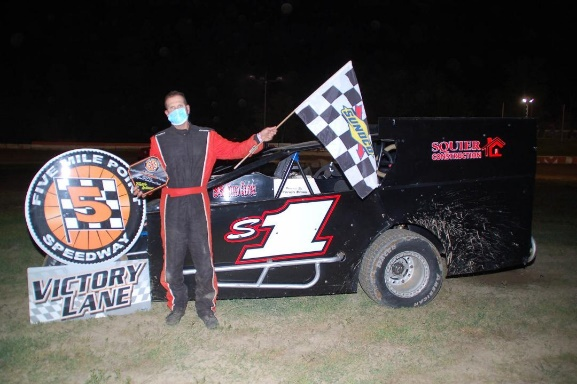 FIVE MILE POINT
5
SPEEDWAY
VICTORY
LANE
SUNOCO
S1
SQUIER
CONSTRUCTION